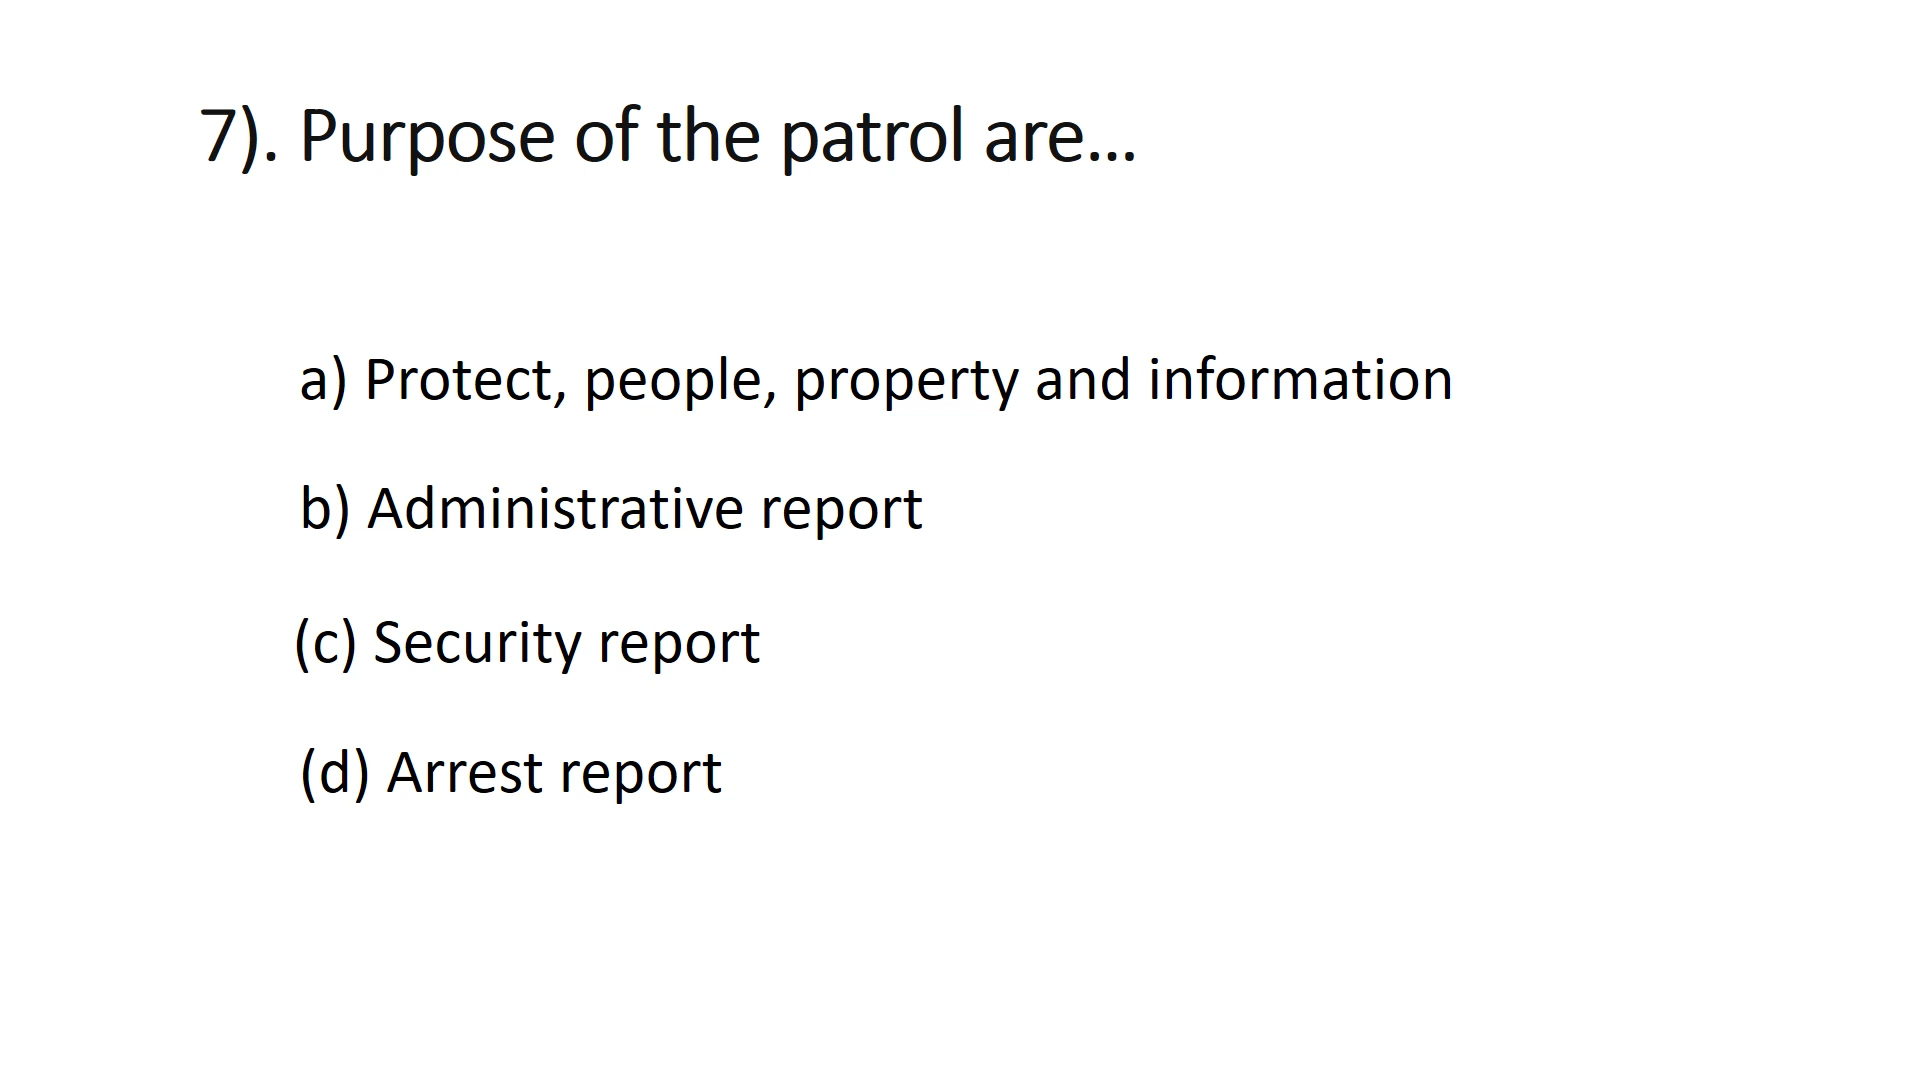 7). Purpose of the patrol are...
a) Protect, people, property and information
b) Administrative report
(c) Security report
(d) Arrest report